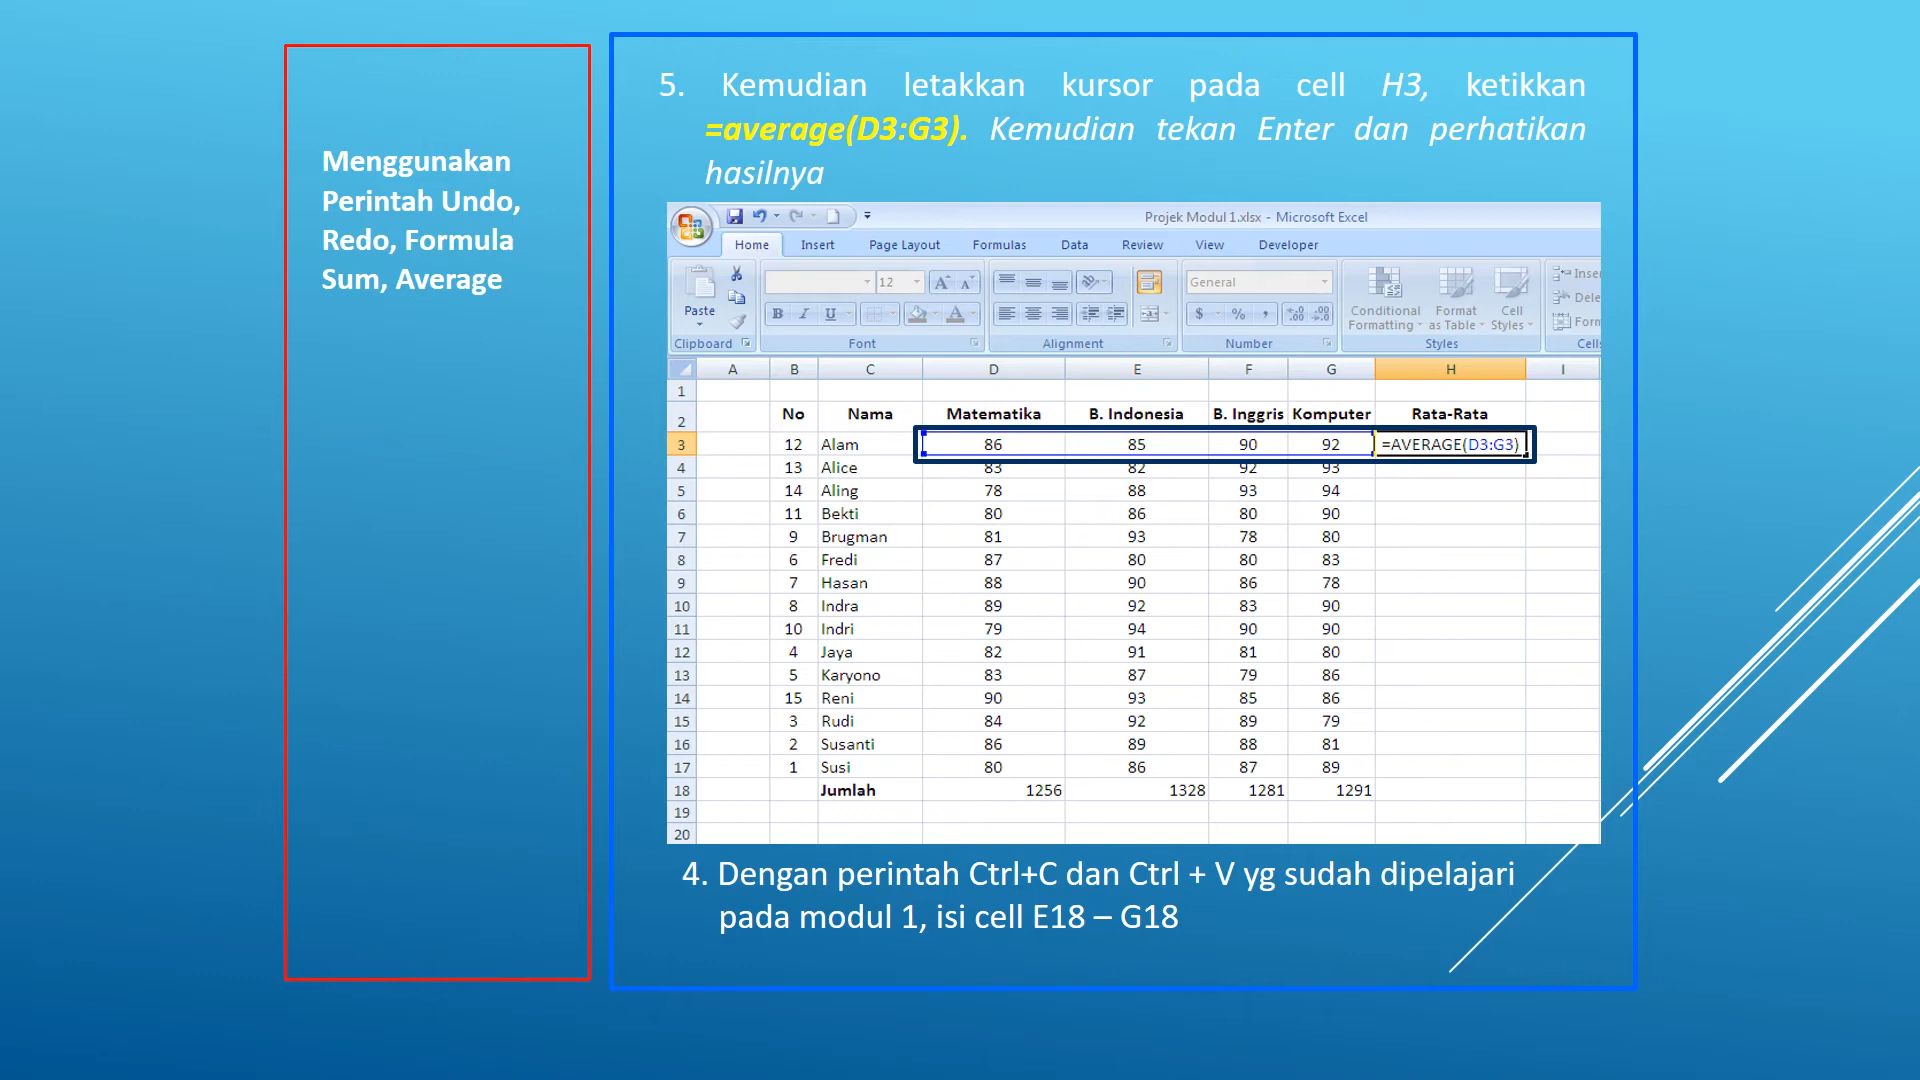 Menggunakan
Perintah Undo,
Redo, Formula
Sum, Average
5. Kemudian letakkan kursor pada cell H3, ketikkan
=average(D3:G3). Kemudian tekan Enter dan perhatikan
hasilnya
Projek Modul 1.xlsx - Microsoft Excel
Home Insert Page Layout Formulas Data Review View Developer
12 General
Paste B I U $ % , Conditional Formatting Format as Table Cell Styles
Clipboard Font Alignment Number Styles
A B C D E F G H I
1
2 No Nama Matematika B. Indonesia B. Inggris Komputer Rata-Rata
3 12 Alam 86 85 90 92 =AVERAGE(D3:G3)
4 13 Alice 83 82 92 93
5 14 Aling 78 88 93 94
6 11 Bekti 80 86 80 90
7 9 Brugman 81 93 78 80
8 6 Fredi 87 80 80 83
9 7 Hasan 88 90 86 78
10 8 Indra 89 92 83 90
11 10 Indri 79 94 90 90
12 4 Jaya 82 91 81 80
13 5 Karyono 83 87 79 86
14 15 Reni 90 93 85 86
15 3 Rudi 84 92 89 79
16 2 Susanti 86 89 88 81
17 1 Susi 80 86 87 89
18 Jumlah 1256 1328 1281 1291
19
20
4. Dengan perintah Ctrl+C dan Ctrl + V yg sudah dipelajari
pada modul 1, isi cell E18 – G18